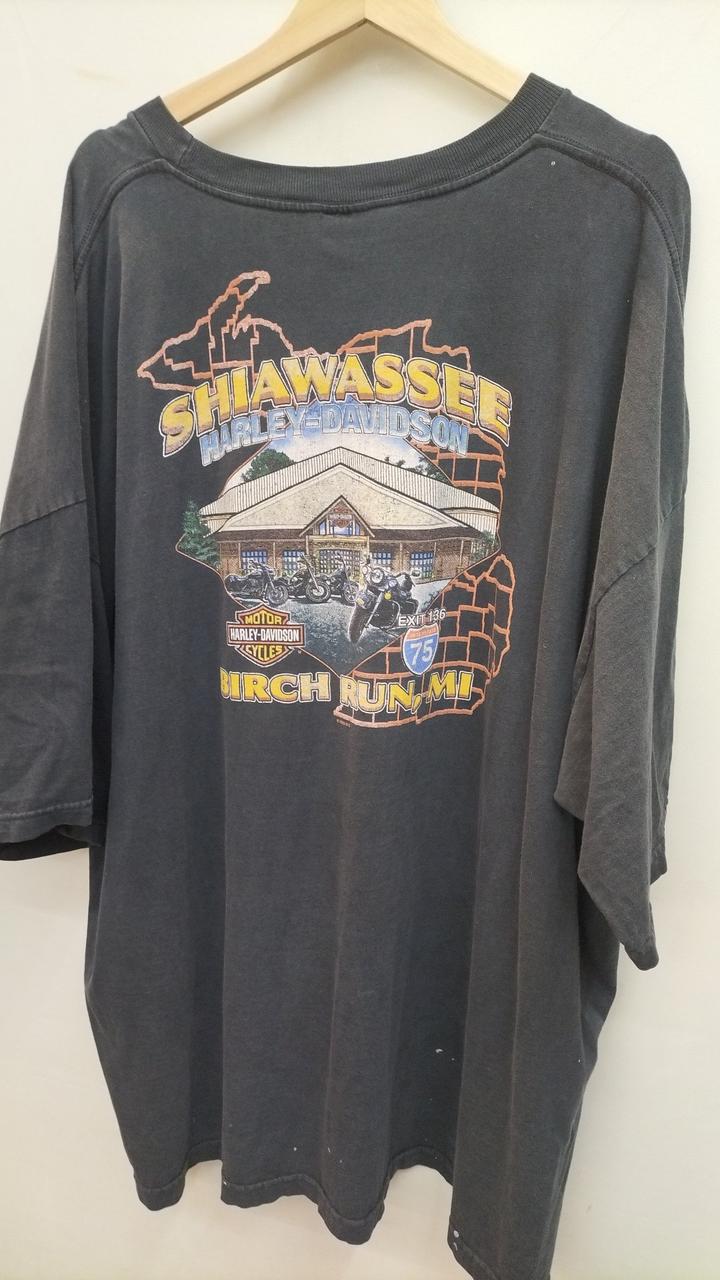 SHIAWASSEE
HARLEY-DAVIDSON
MOTOR
HARLEY-DAVIDSON
CYCLES
EXIT 136
75
BIRCH RUN, MI